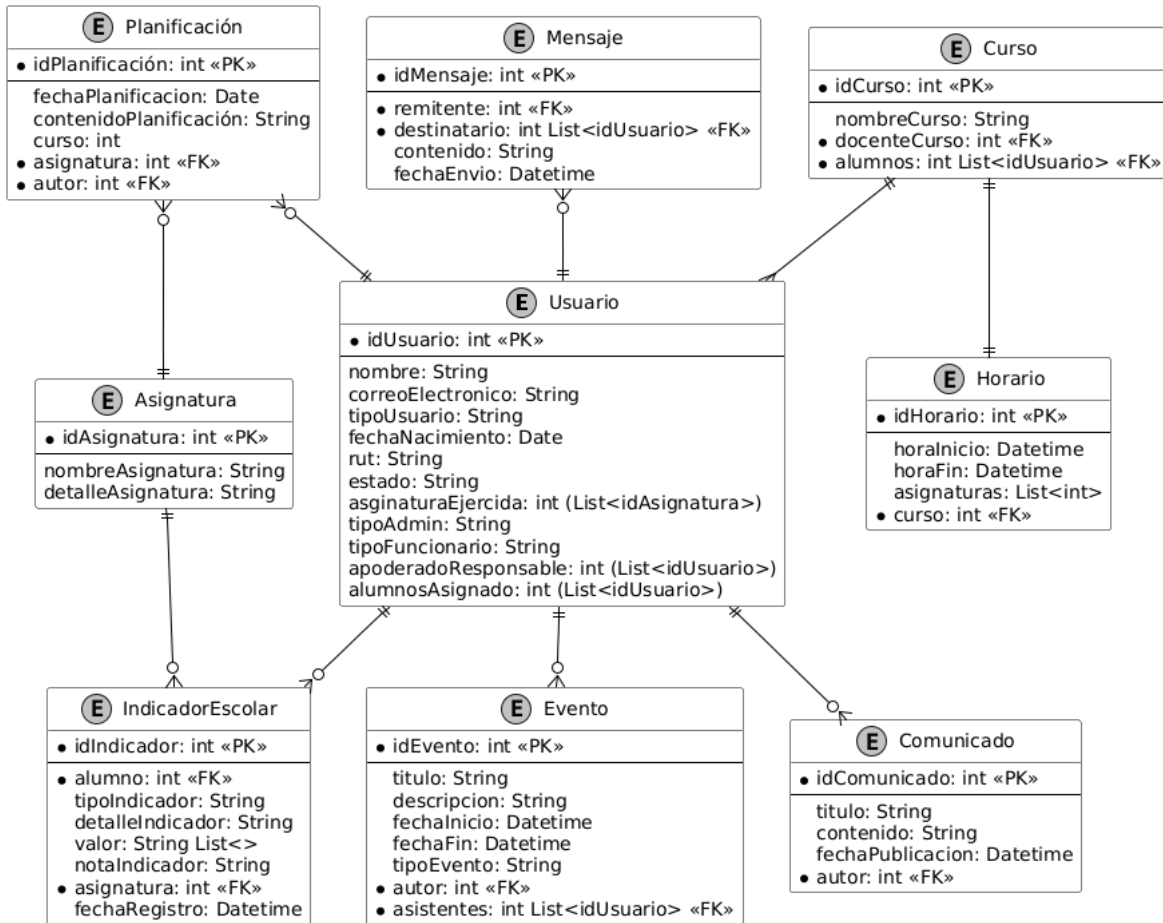 E Planificación
idPlanificación: int «PK»
fechaPlanificacion: Date
contenidoPlanificación: String
curso: int
asignatura: int «FK»
autor: int «FK»
E Mensaje
idMensaje: int «PK»
remitente: int «FK»
destinatario: int List<idUsuario> «FK»
contenido: String
fechaEnvio: Datetime
E Curso
idCurso: int «PK»
nombreCurso: String
docenteCurso: int «FK»
alumnos: int List<idUsuario> «FK»
E Usuario
idUsuario: int «PK»
nombre: String
correoElectronico: String
tipoUsuario: String
fechaNacimiento: Date
rut: String
estado: String
asginaturaEjercida: int (List<idAsignatura>)
tipoAdmin: String
tipoFuncionario: String
apoderadoResponsable: int (List<idUsuario>)
alumnosAsignado: int (List<idUsuario>)
E Asignatura
idAsignatura: int «PK»
nombreAsignatura: String
detalleAsignatura: String
E Horario
idHorario: int «PK»
horaInicio: Datetime
horaFin: Datetime
asignaturas: List<int>
curso: int «FK»
E IndicadorEscolar
idIndicador: int «PK»
alumno: int «FK»
tipoIndicador: String
detalleIndicador: String
valor: String List<>
notaIndicador: String
asignatura: int «FK»
fechaRegistro: Datetime
E Evento
idEvento: int «PK»
titulo: String
descripcion: String
fechaInicio: Datetime
fechaFin: Datetime
tipoEvento: String
autor: int «FK»
asistentes: int List<idUsuario> «FK»
E Comunicado
idComunicado: int «PK»
titulo: String
contenido: String
fechaPublicacion: Datetime
autor: int «FK»